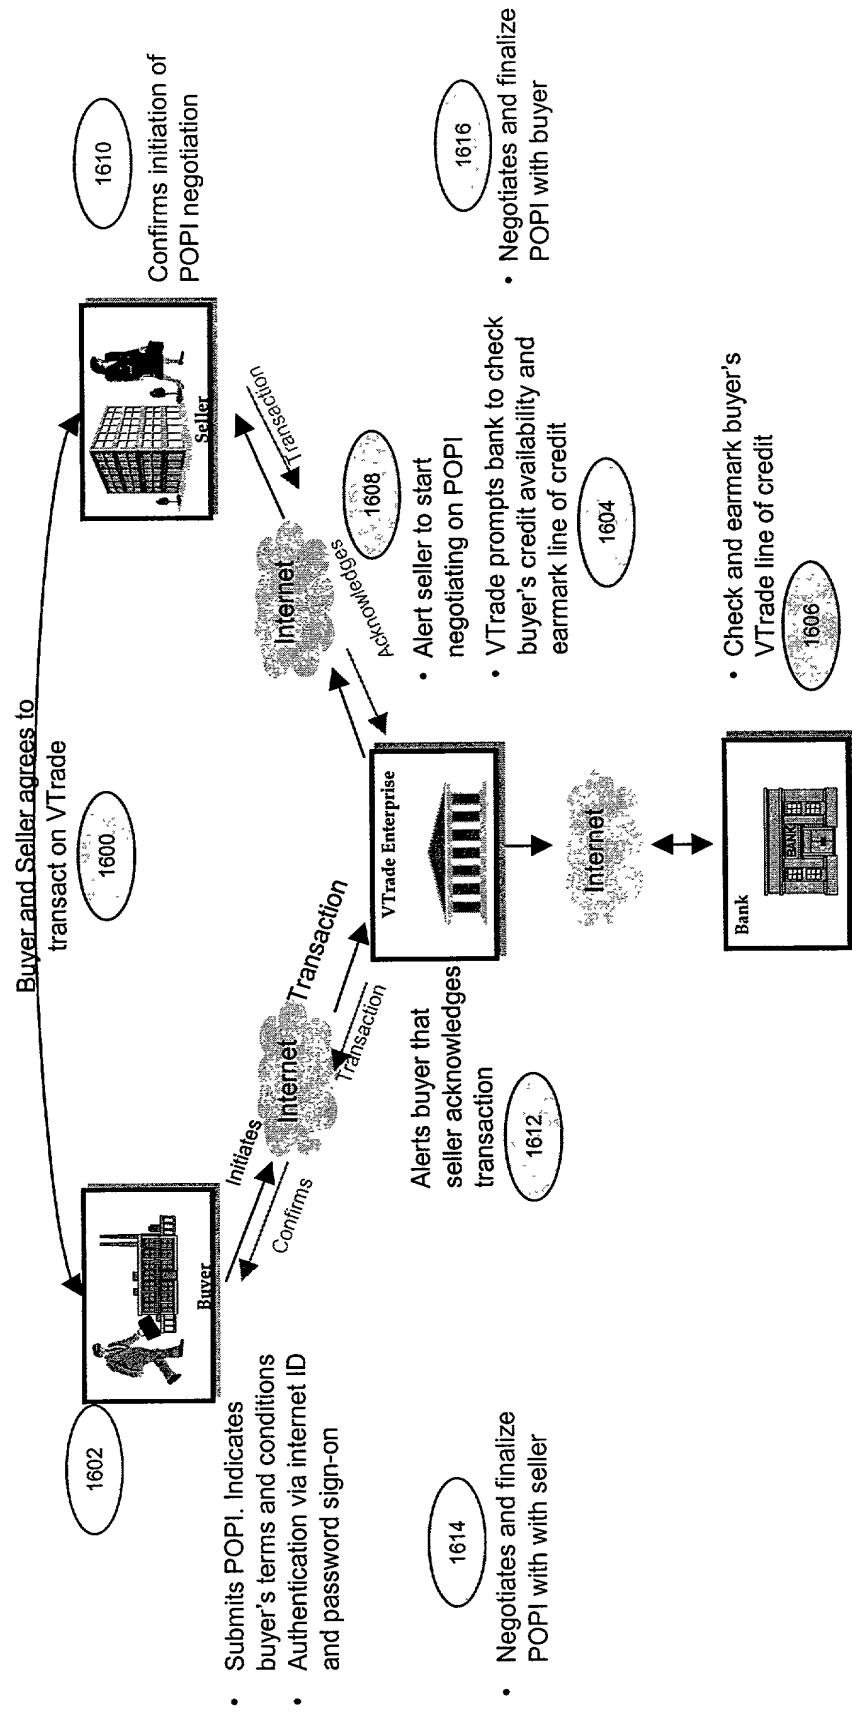 Buyer and Seller agrees to
transact on VTrade
1600
1602
Buyer
• Submits POPI. Indicates
buyer's terms and conditions
• Authentication via internet ID
and password sign-on
1610
Confirms initiation of
POPI negotiation
Seller
Initiates
Internet
Transaction
Confirms
Transaction
Internet
Transaction
Acknowledges
1608
• Alert seller to start
negotiating on POPI
• VTrade prompts bank to check
buyer's credit availability and
earmark line of credit
1604
VTrade Enterprise
Alerts buyer that
seller acknowledges
transaction
1612
1614
• Negotiates and finalize
POPI with with seller
1616
• Negotiates and finalize
POPI with buyer
Internet
• Check and earmark buyer's
VTrade line of credit
1606
Bank
BANK